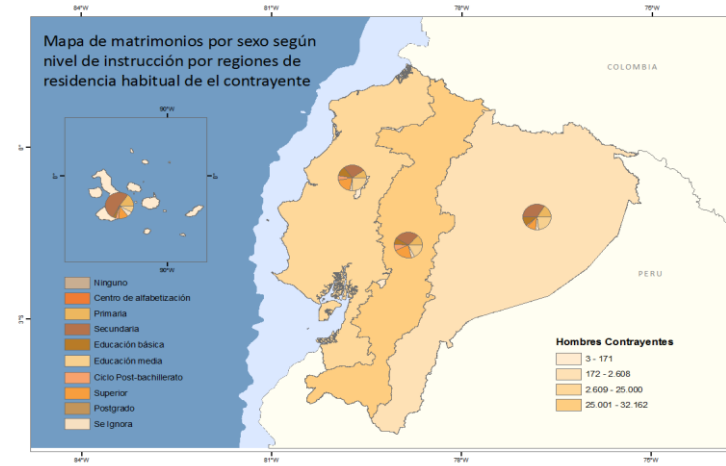 84°W 81°W 78°W 75°W
Mapa de matrimonios por sexo según
nivel de instrucción por regiones de
residencia habitual de el contrayente
COLOMBIA
90°W
0° 0°
90°W
PERU
Ninguno
Centro de alfabetización
Primaria
Secundaria
Educación básica
Educación media
Ciclo Post-bachillerato
Superior
Postgrado
Se Ignora
3°S
Hombres Contrayentes
3 - 171
172 - 2.608
2.609 - 25.000
25.001 - 32.162
84°W 81°W 78°W 75°W